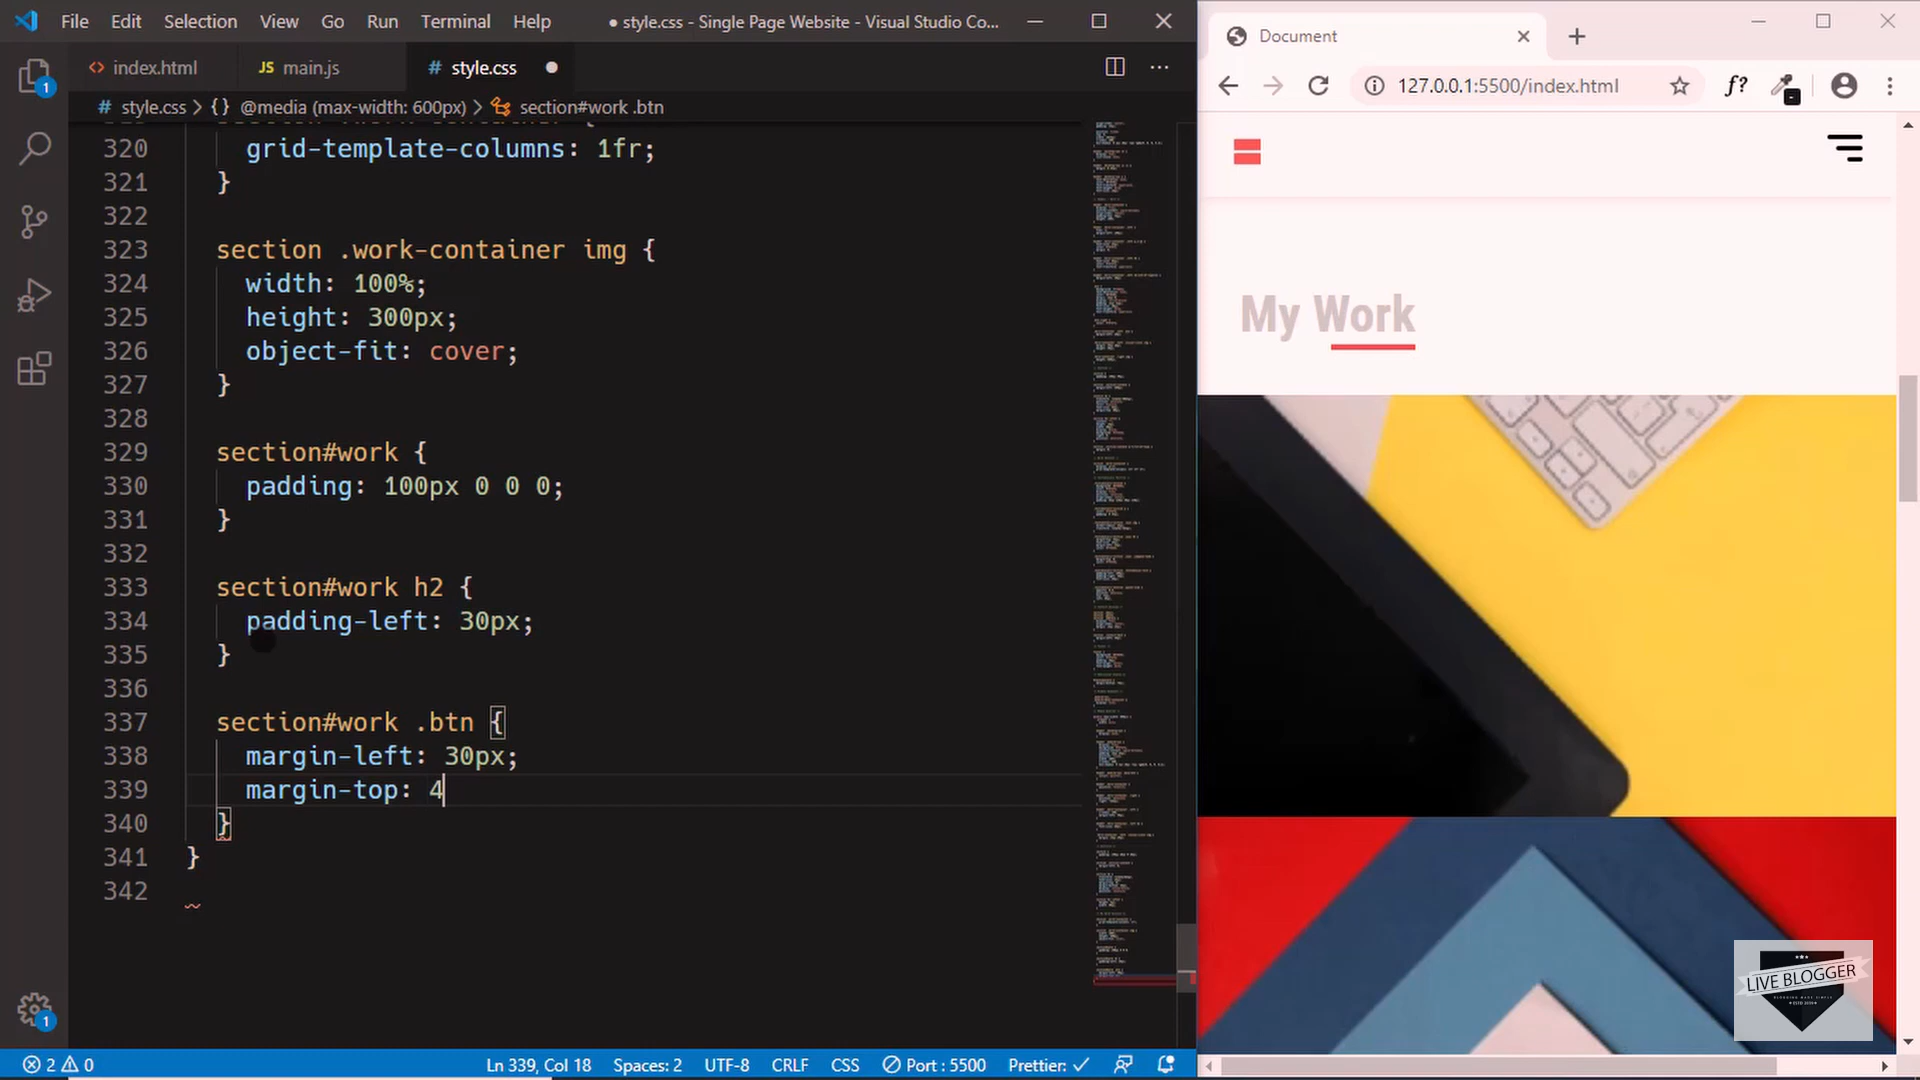 File Edit Selection View Go Run Terminal Help
● style.css - Single Page Website - Visual Studio Co...
Document
index.html
JS main.js
# style.css ●
127.0.0.1:5500/index.html
f?
# style.css > {} @media (max-width: 600px) > section#work .btn
320 grid-template-columns: 1fr;
321 }
322
323 section .work-container img {
324 width: 100%;
325 height: 300px;
326 object-fit: cover;
327 }
328
329 section#work {
330 padding: 100px 0 0 0;
331 }
332
333 section#work h2 {
334 padding-left: 30px;
335 }
336
337 section#work .btn {
338 margin-left: 30px;
339 margin-top: 4
340 }
341 }
342
1
1
My Work
LIVE BLOGGER
2 0
Ln 339, Col 18 Spaces: 2 UTF-8 CRLF CSS Port : 5500 Prettier: ✓